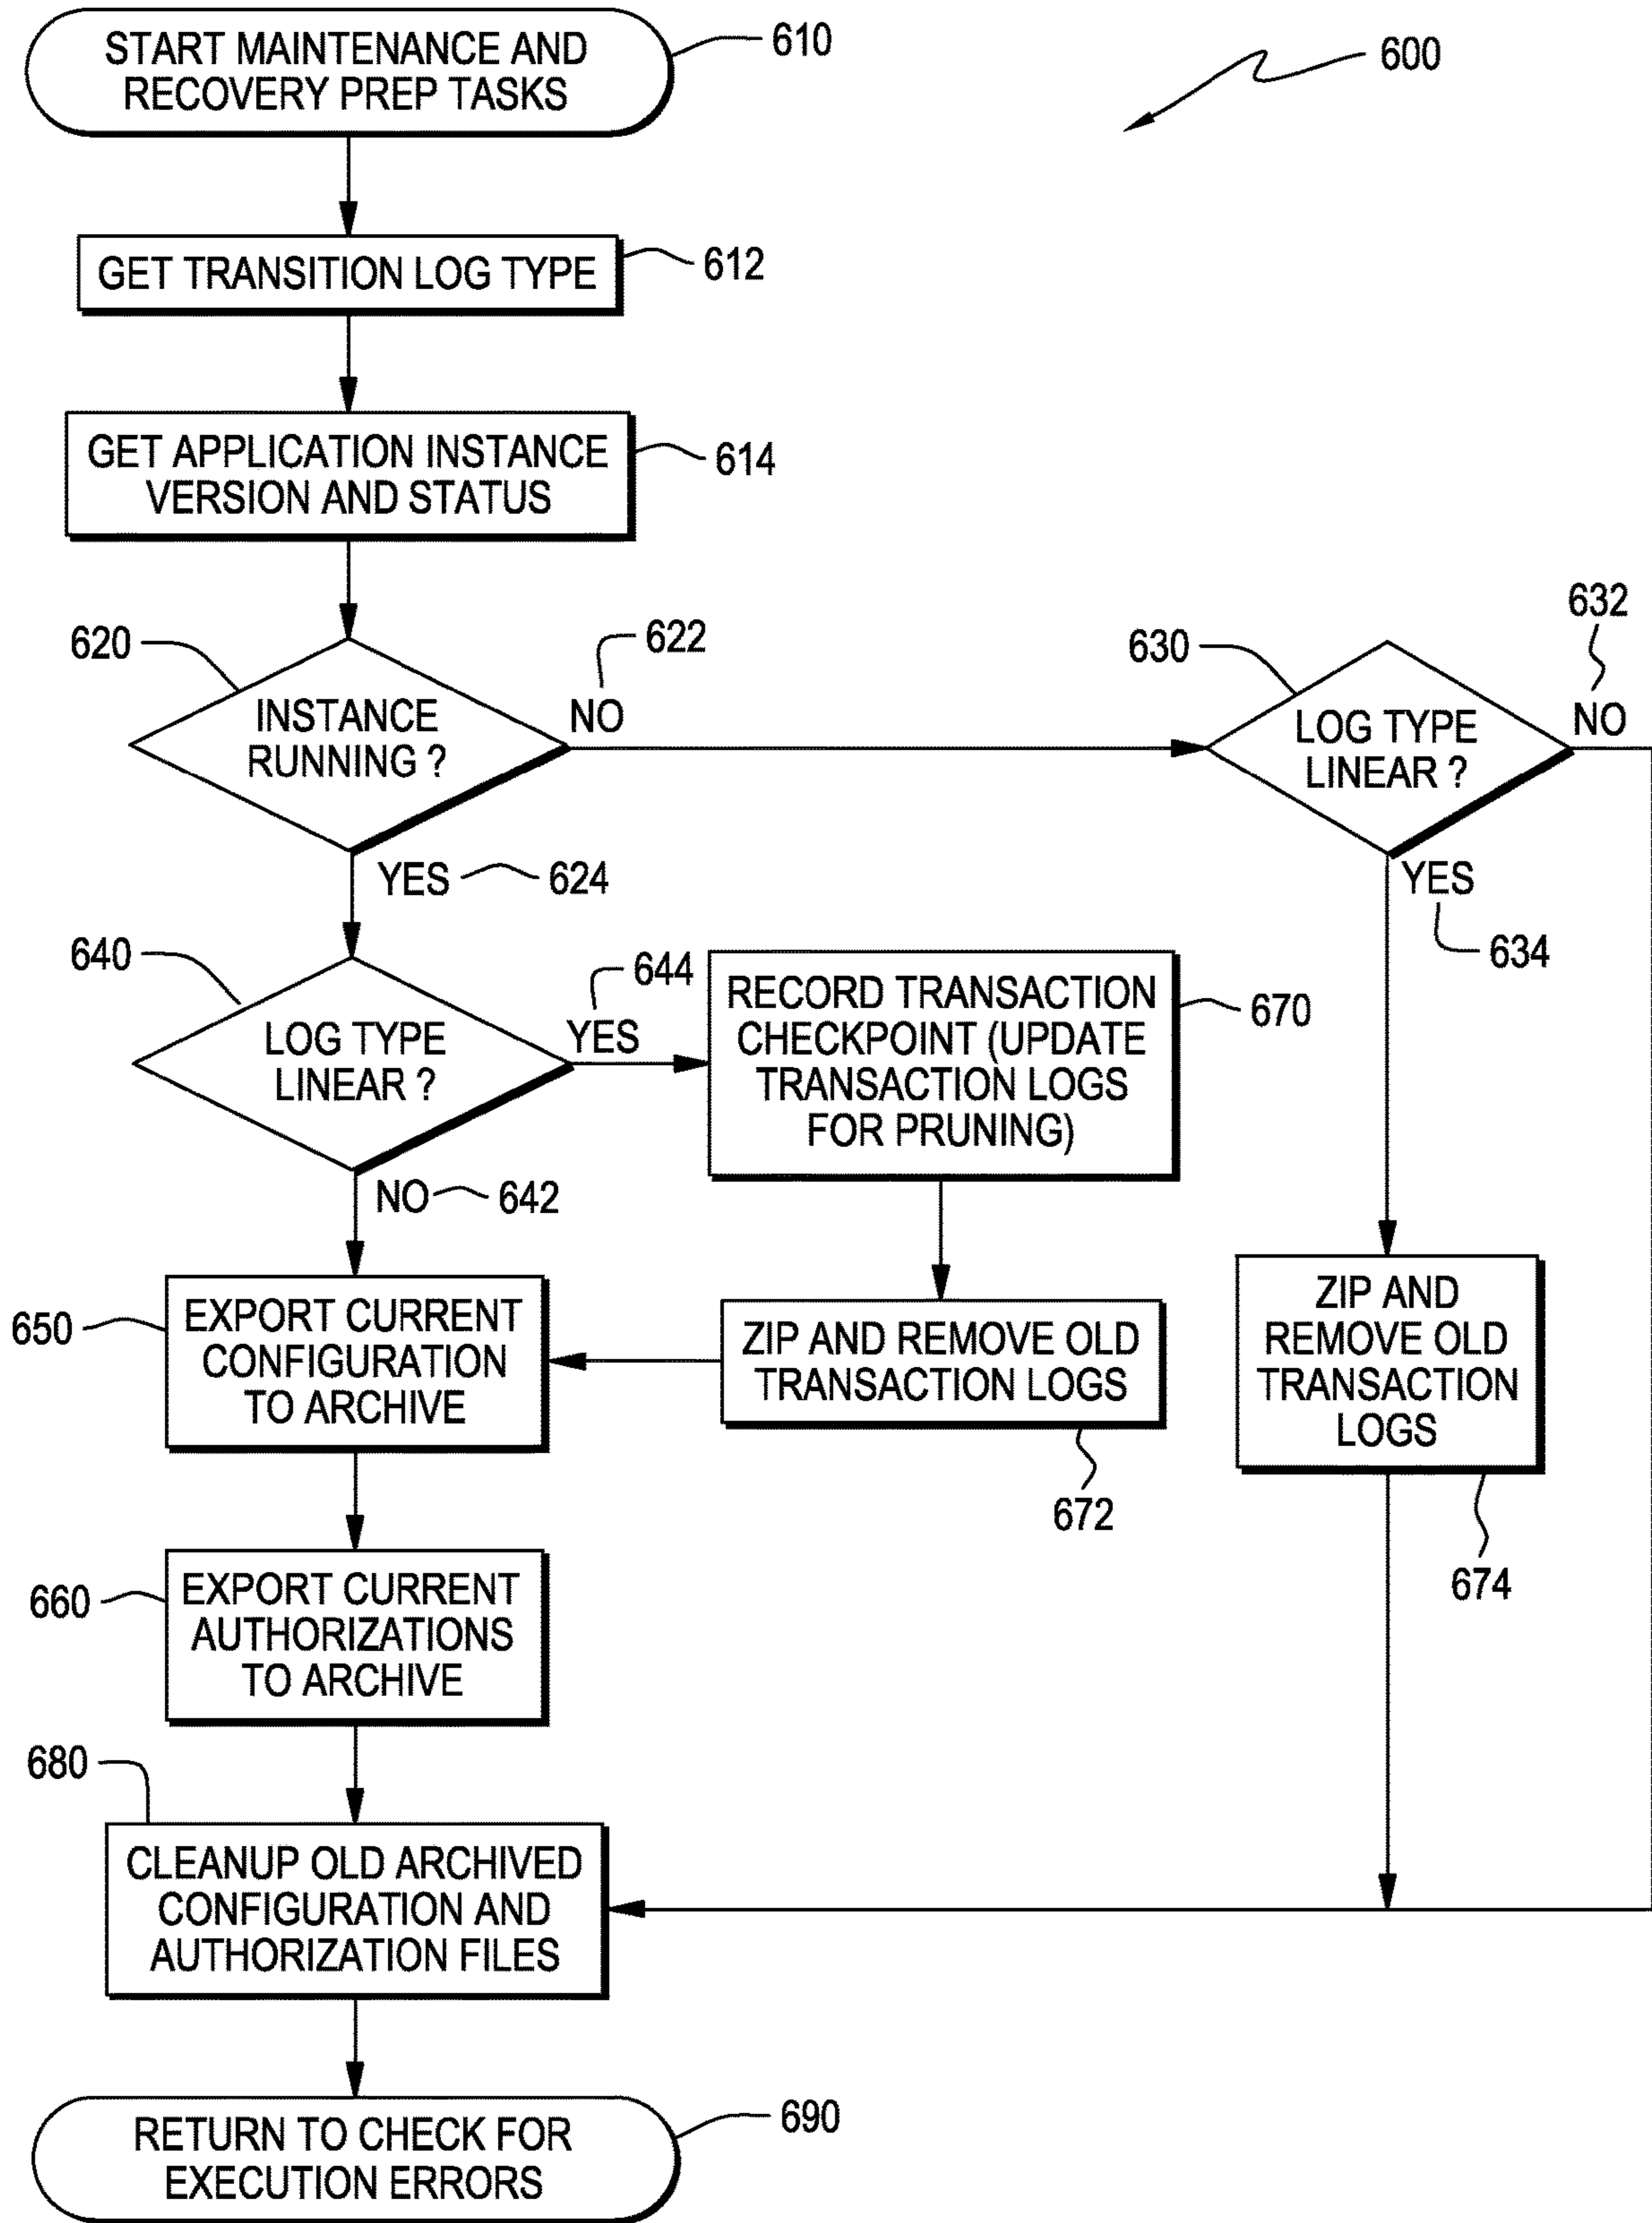 START MAINTENANCE AND
RECOVERY PREP TASKS
610
600
GET TRANSITION LOG TYPE
612
GET APPLICATION INSTANCE
VERSION AND STATUS
614
620
INSTANCE
RUNNING ?
NO
622
YES
624
630
LOG TYPE
LINEAR ?
632
NO
YES
634
640
LOG TYPE
LINEAR ?
644
YES
NO
642
RECORD TRANSACTION
CHECKPOINT (UPDATE
TRANSACTION LOGS
FOR PRUNING)
670
650
EXPORT CURRENT
CONFIGURATION
TO ARCHIVE
ZIP AND REMOVE OLD
TRANSACTION LOGS
672
ZIP AND
REMOVE OLD
TRANSACTION
LOGS
674
660
EXPORT CURRENT
AUTHORIZATIONS
TO ARCHIVE
680
CLEANUP OLD ARCHIVED
CONFIGURATION AND
AUTHORIZATION FILES
RETURN TO CHECK FOR
EXECUTION ERRORS
690